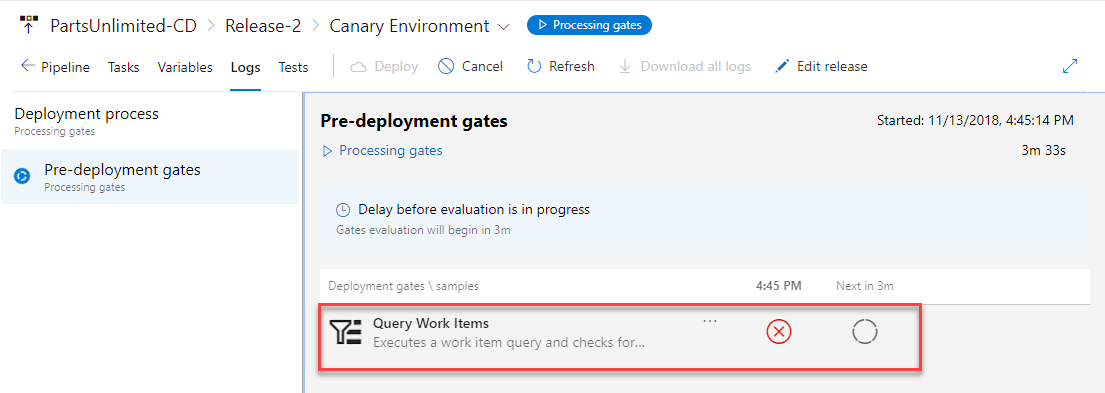 PartsUnlimited-CD > Release-2 > Canary Environment Processing gates
Pipeline Tasks Variables Logs Tests Deploy Cancel Refresh Download all logs Edit release
Deployment process
Processing gates
Pre-deployment gates
Processing gates
Pre-deployment gates Started: 11/13/2018, 4:45:14 PM
Processing gates 3m 33s
Delay before evaluation is in progress
Gates evaluation will begin in 3m
Deployment gates \ samples 4:45 PM Next in 3m
Query Work Items ...
Executes a work item query and checks for...